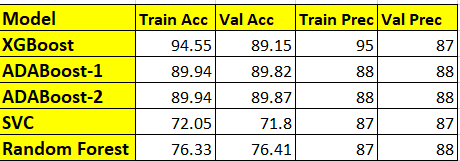 Model Train Acc Val Acc Train Prec Val Prec
XGBoost 94.55 89.15 95 87
ADABoost-1 89.94 89.82 88 88
ADABoost-2 89.94 89.87 88 88
SVC 72.05 71.8 87 87
Random Forest 76.33 76.41 87 88